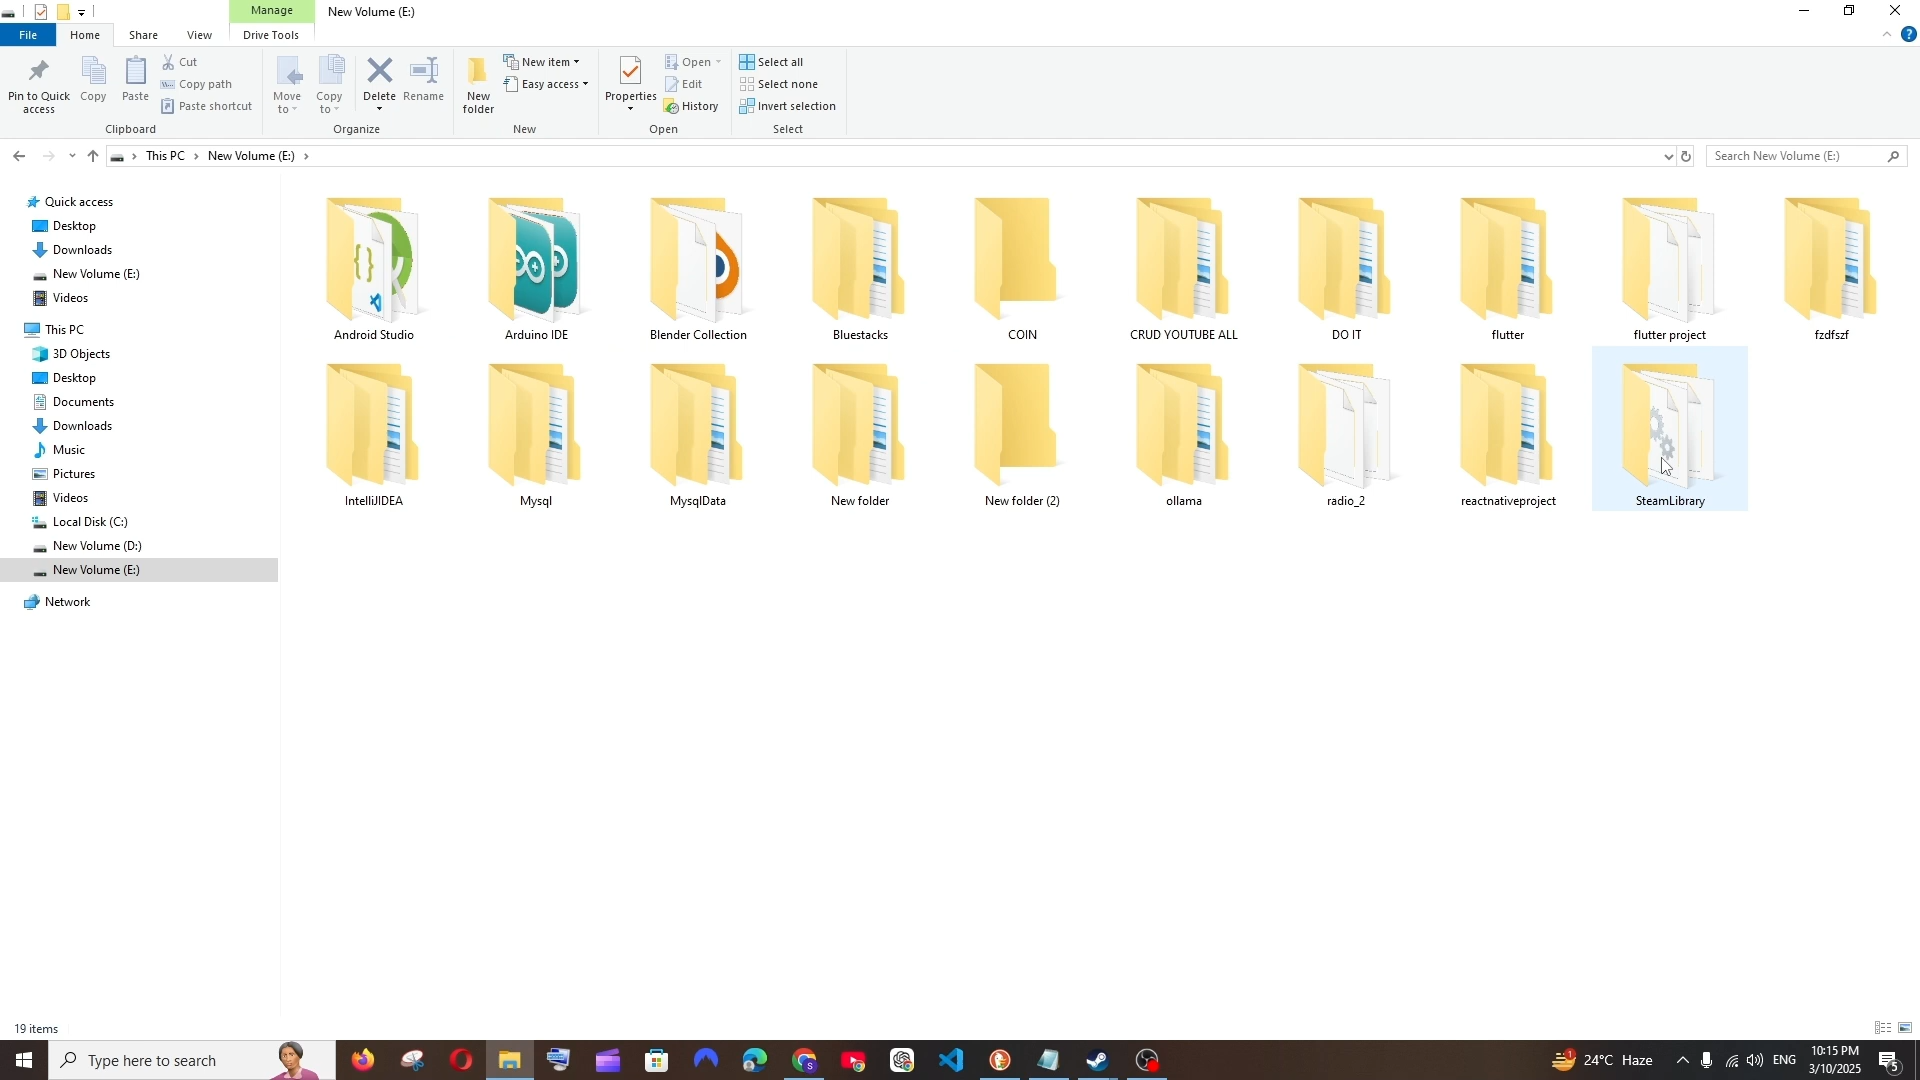 Manage
New Volume (E:)
File
Home
Share
View
Drive Tools
Pin to Quick access
Copy
Paste
Cut
Copy path
Paste shortcut
Clipboard
Move to
Copy to
Delete
Rename
Organize
New folder
New item
Easy access
New
Properties
Open
Edit
History
Open
Select all
Select none
Invert selection
Select
This PC
New Volume (E:)
Search New Volume (E:)
Quick access
Desktop
Downloads
New Volume (E:)
Videos
This PC
3D Objects
Desktop
Documents
Downloads
Music
Pictures
Videos
Local Disk (C:)
New Volume (D:)
New Volume (E:)
Network
Android Studio
Arduino IDE
Blender Collection
Bluestacks
COIN
CRUD YOUTUBE ALL
DO IT
flutter
flutter project
fzdfszf
IntelliJIDEA
Mysql
MysqlData
New folder
New folder (2)
ollama
radio_2
reactnativeproject
SteamLibrary
19 items
Type here to search
1
24°C Haze
ENG
10:15 PM
3/10/2025
5